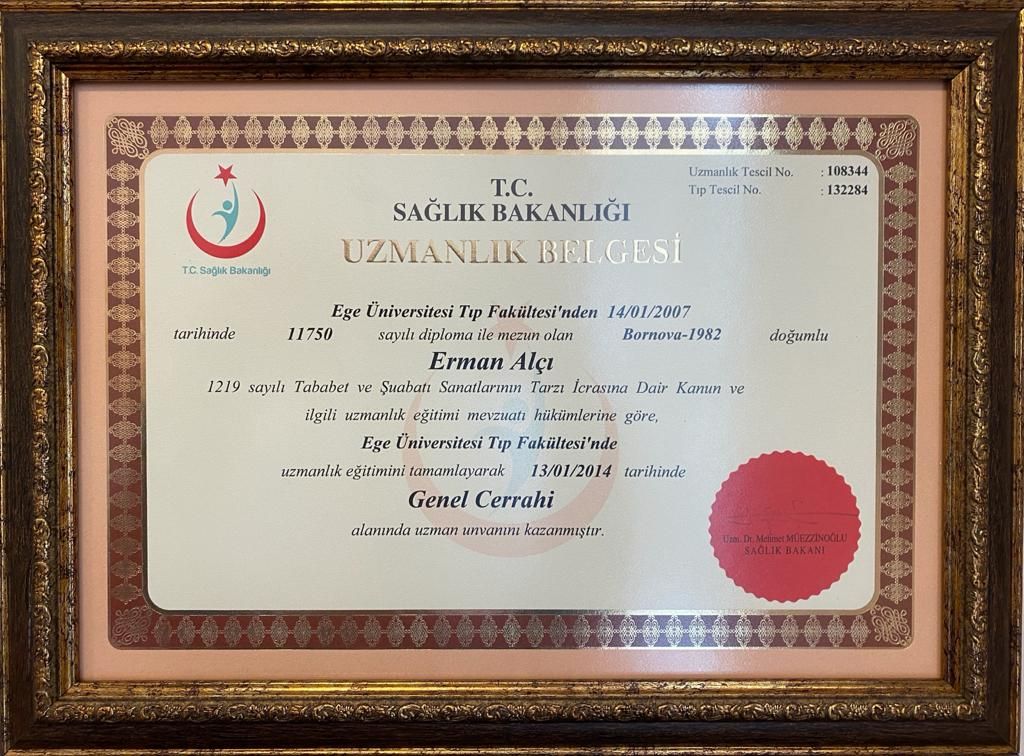 Uzmanlık Tescil No. : 108344
Tıp Tescil No. : 132284
T.C.
SAĞLIK BAKANLIĞI
UZMANLIK BELGESİ
T.C. Sağlık Bakanlığı
Ege Üniversitesi Tıp Fakültesi'nden 14/01/2007
tarihinde 11750 sayılı diploma ile mezun olan Bornova-1982 doğumlu
Erman Alçı
1219 sayılı Tababet ve Şuabatı Sanatlarının Tarzı İcrasına Dair Kanun ve
ilgili uzmanlık eğitimi mevzuatı hükümlerine göre,
Ege Üniversitesi Tıp Fakültesi'nde
uzmanlık eğitimini tamamlayarak 13/01/2014 tarihinde
Genel Cerrahi
alanında uzman unvanını kazanmıştır.
Uzm. Dr. Mehmet MÜEZZİNOĞLU
SAĞLIK BAKANI